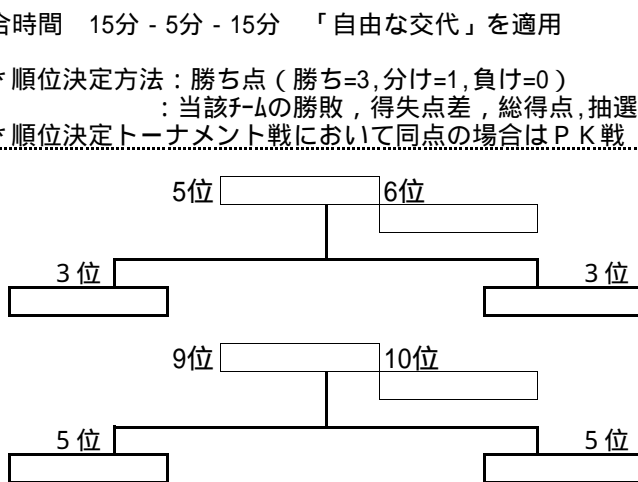 合時間　15分 - 5分 - 15分　「自由な交代」を適用
順位決定方法：勝ち点（勝ち=3,分け=1,負け=0）
：当該ﾁｰﾑの勝敗，得失点差，総得点,抽選
順位決定トーナメント戦において同点の場合はＰＫ戦
5位 6位
３位 ３位
9位 10位
５位 ５位